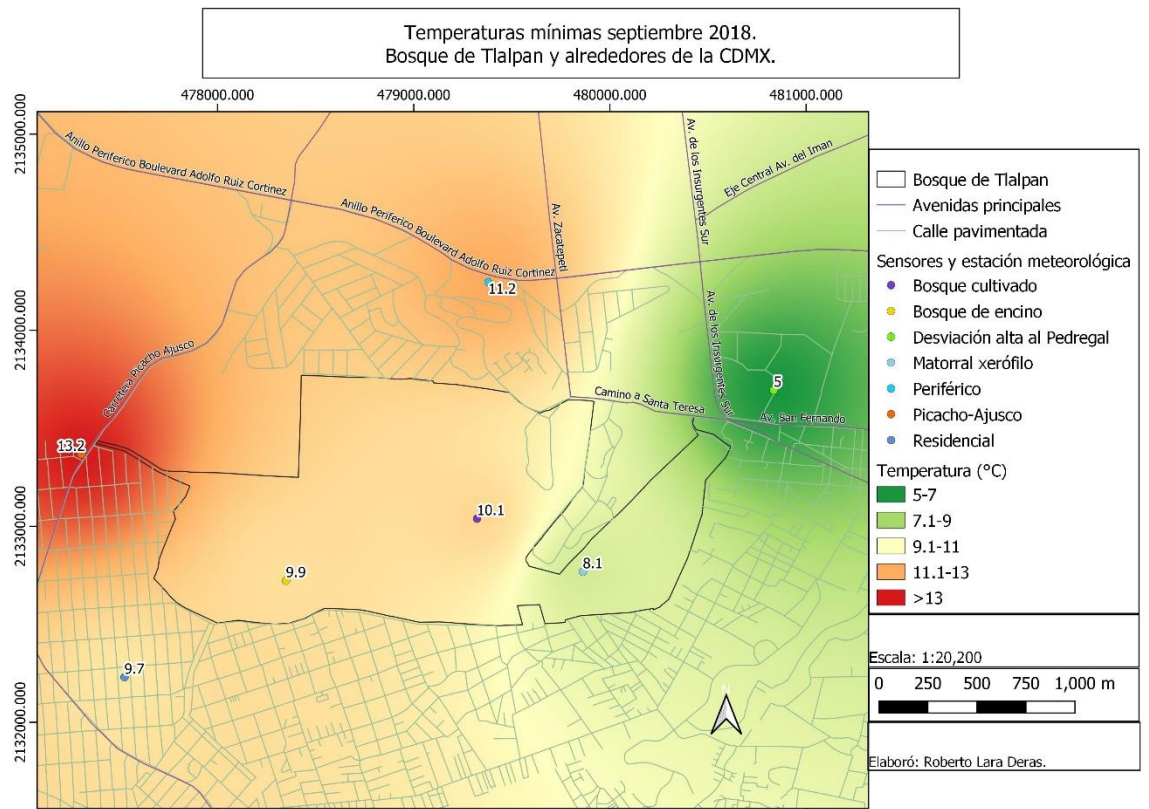 Temperaturas mínimas septiembre 2018.
Bosque de Tlalpan y alrededores de la CDMX.
478000.000
479000.000
480000.000
481000.000
2135000.000
2134000.000
2133000.000
2132000.000
Anillo Periferico Boulevard Adolfo Ruiz Cortinez
Anillo Periferico Boulevard Adolfo Ruiz Cortinez
Av. Zacatepetl
Av. de los Insurgentes Sur
Eje Central Av. del Iman
11.2
Av. de los Insurgentes Sur
Carretera Picacho Ajusco
5
Camino a Santa Teresa
Av. San Fernando
13.2
10.1
9.9
8.1
9.7
N
Bosque de Tlalpan
Avenidas principales
Calle pavimentada
Sensores y estación meteorológica
Bosque cultivado
Bosque de encino
Desviación alta al Pedregal
Matorral xerófilo
Periférico
Picacho-Ajusco
Residencial
Temperatura (°C)
5-7
7.1-9
9.1-11
11.1-13
>13
Escala: 1:20,200
0 250 500 750 1,000 m
Elaboró: Roberto Lara Deras.